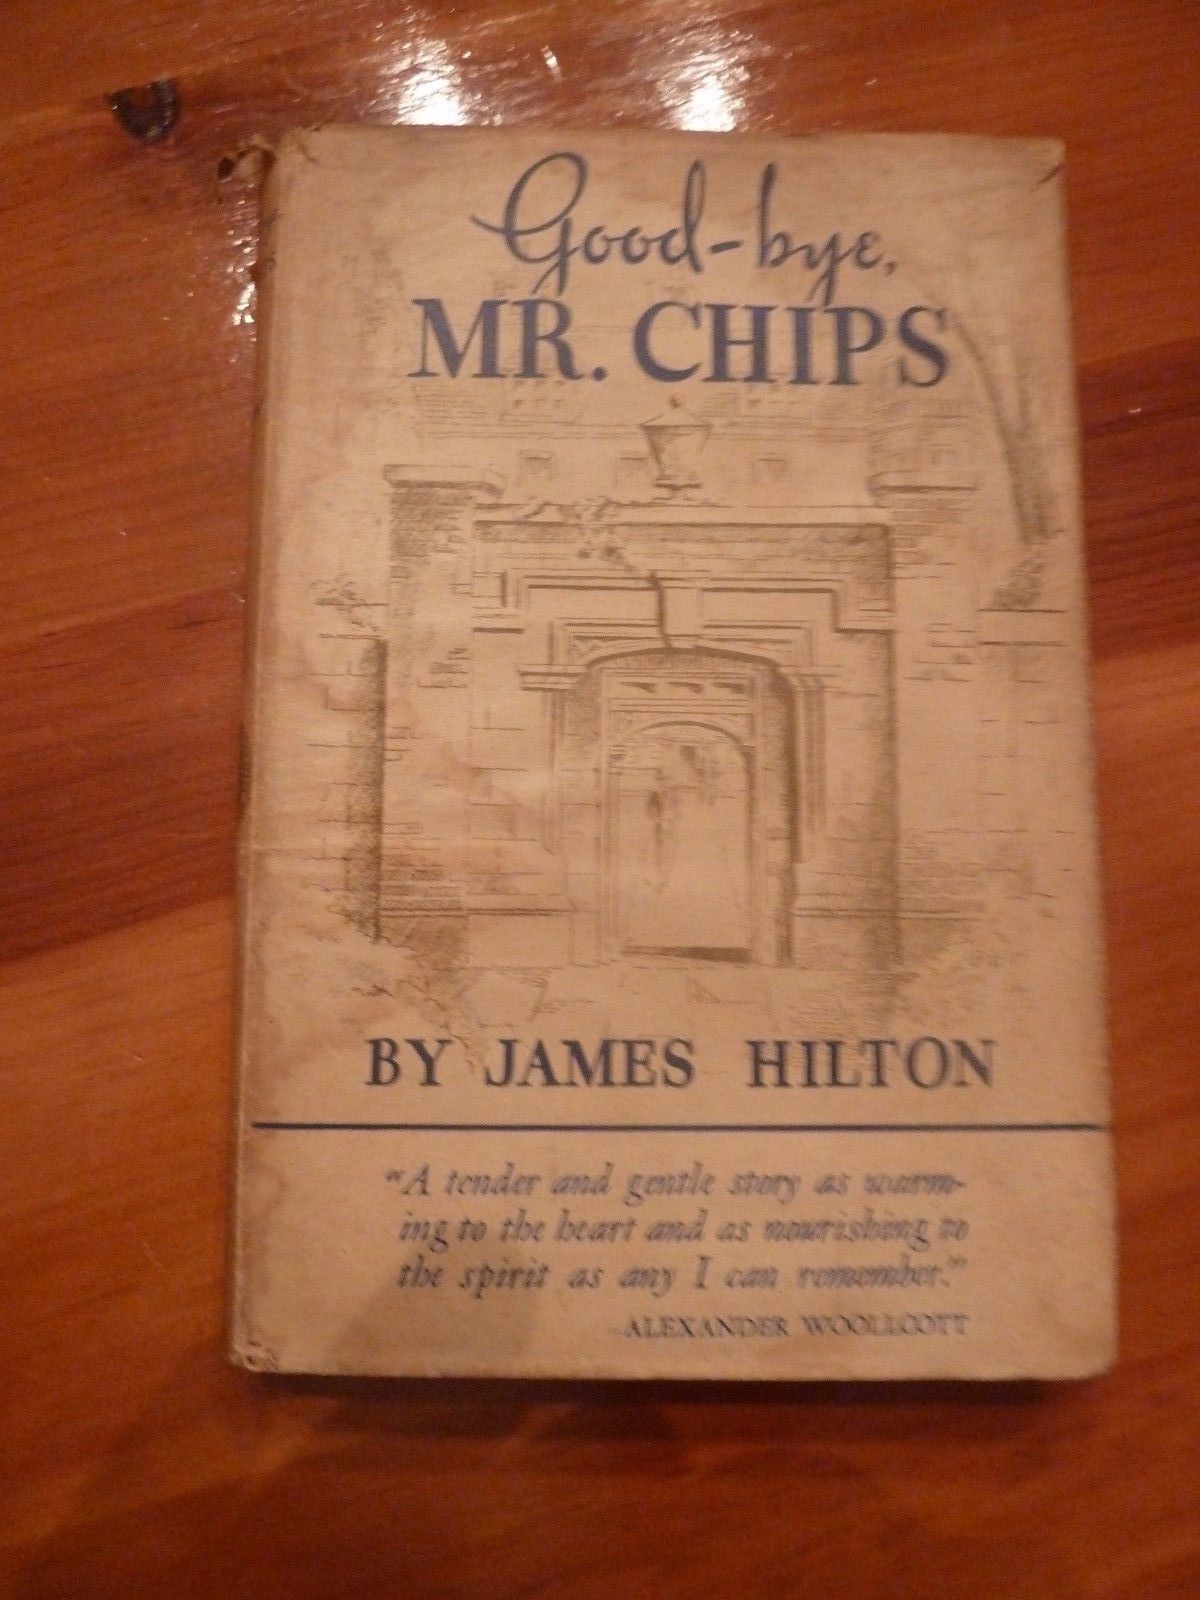 Good-bye,
MR. CHIPS
BY JAMES HILTON
"A tender and gentle story as warm-
ing to the heart and as nourishing to
the spirit as any I can remember."
—ALEXANDER WOOLLCOTT